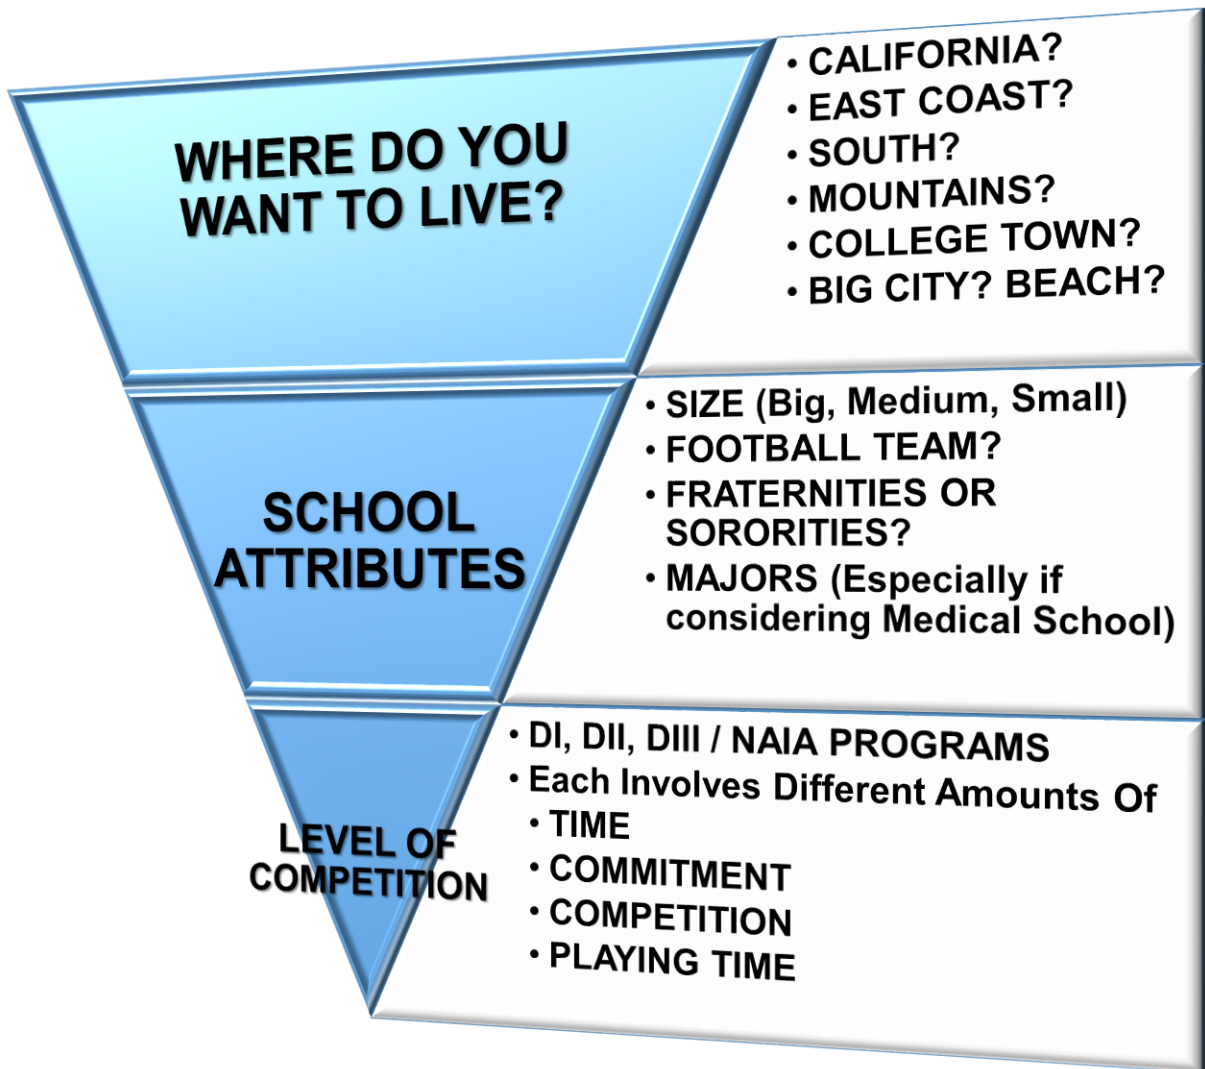 WHERE DO YOU
WANT TO LIVE?
• CALIFORNIA?
• EAST COAST?
• SOUTH?
• MOUNTAINS?
• COLLEGE TOWN?
• BIG CITY? BEACH?
SCHOOL
ATTRIBUTES
• SIZE (Big, Medium, Small)
• FOOTBALL TEAM?
• FRATERNITIES OR
SORORITIES?
• MAJORS (Especially if
considering Medical School)
LEVEL OF
COMPETITION
• DI, DII, DIII / NAIA PROGRAMS
• Each Involves Different Amounts Of
• TIME
• COMMITMENT
• COMPETITION
• PLAYING TIME